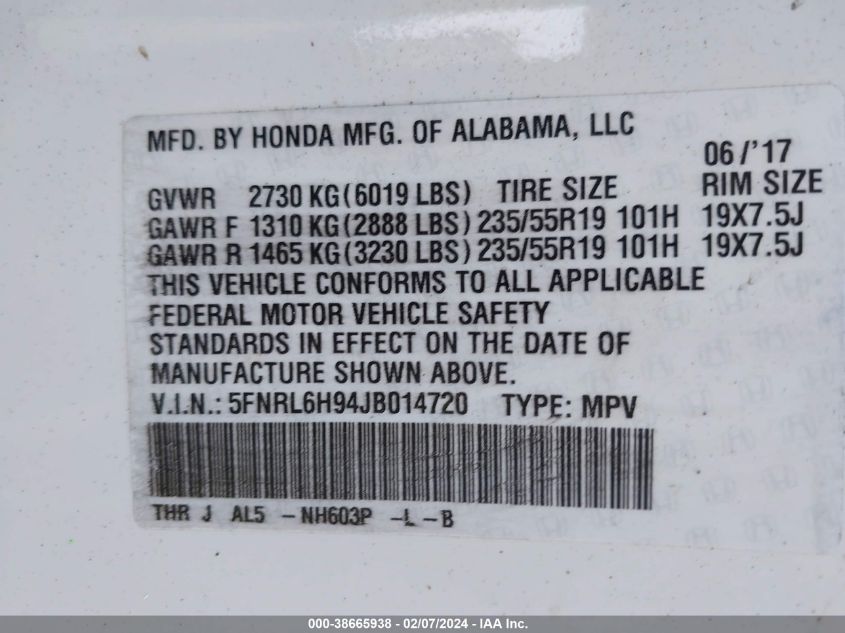 MFD. BY HONDA MFG. OF ALABAMA, LLC
06/'17
GVWR 2730 KG(6019 LBS) TIRE SIZE RIM SIZE
GAWR F 1310 KG(2888 LBS) 235/55R19 101H 19X7.5J
GAWR R 1465 KG(3230 LBS) 235/55R19 101H 19X7.5J
THIS VEHICLE CONFORMS TO ALL APPLICABLE
FEDERAL MOTOR VEHICLE SAFETY
STANDARDS IN EFFECT ON THE DATE OF
MANUFACTURE SHOWN ABOVE.
V.I.N.: 5FNRL6H94JB014720 TYPE: MPV
THR J AL5 -NH603P -L -B
000-38665938 - 02/07/2024 - IAA Inc.